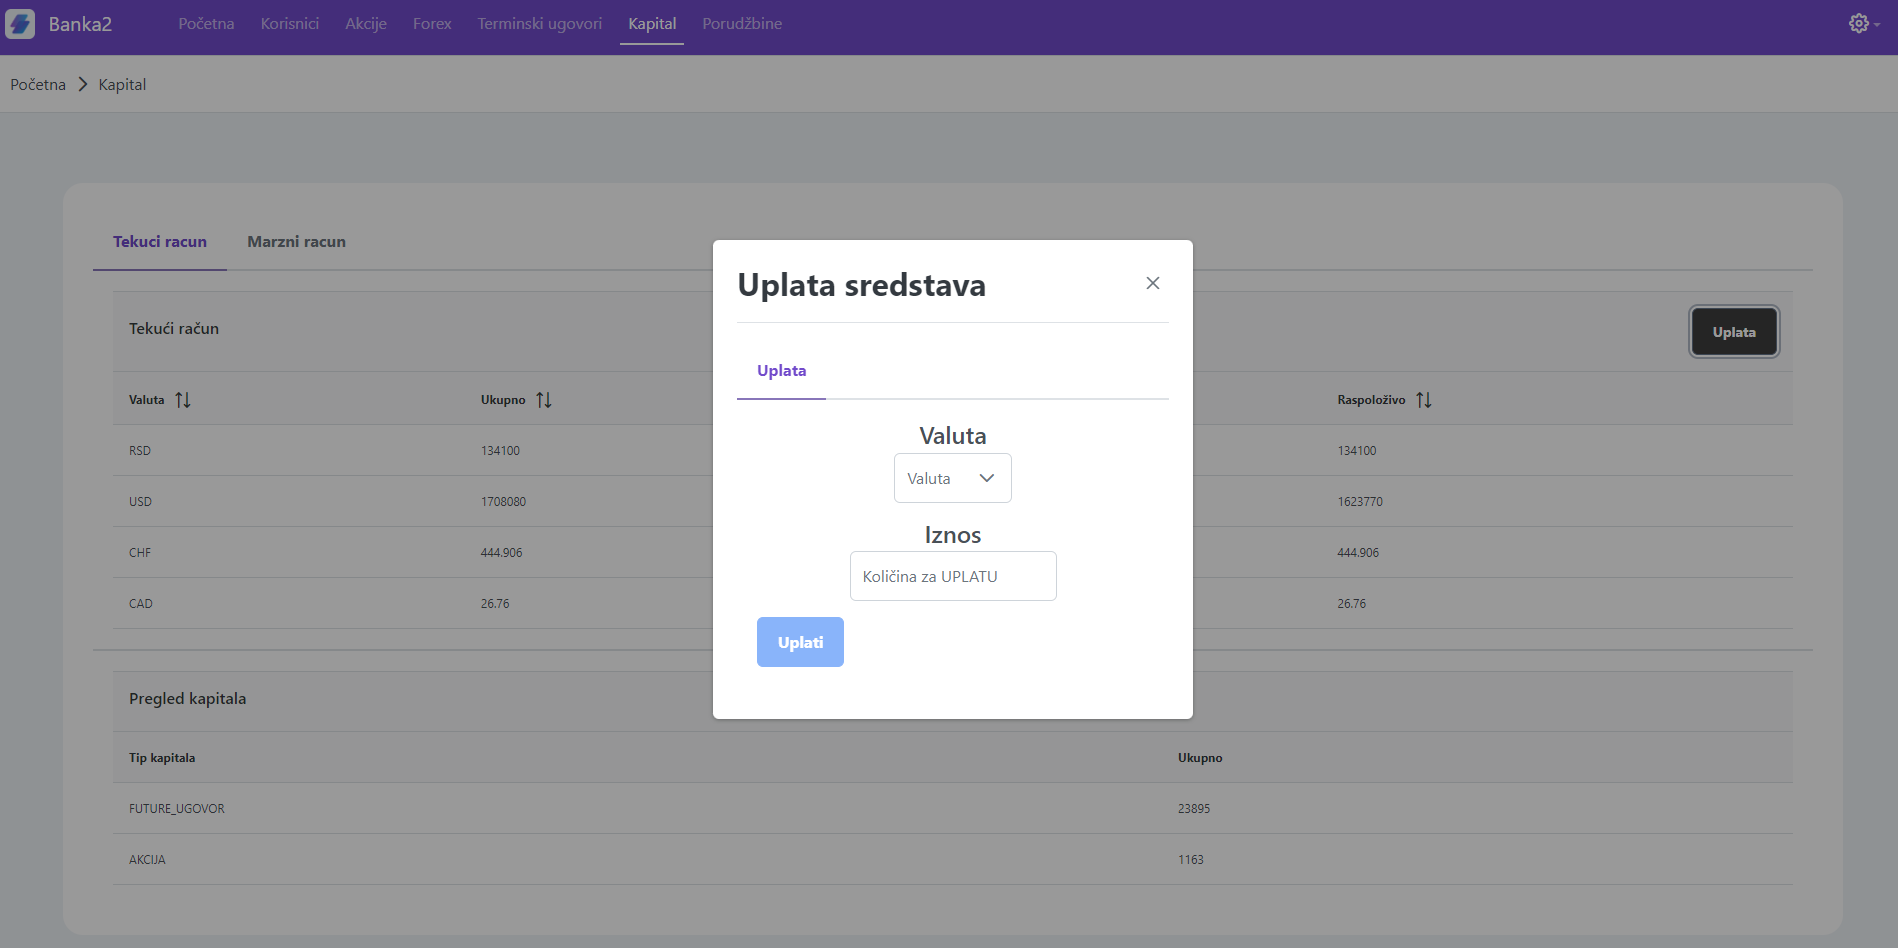 Banka2
Početna
Korisnici
Akcije
Forex
Terminski ugovori
Kapital
Porudžbine
Početna
Kapital
Tekuci racun
Marzni racun
Tekući račun
Uplata
Valuta
Ukupno
Raspoloživo
RSD
134100
134100
USD
1708080
1623770
CHF
444.906
444.906
CAD
26.76
26.76
Pregled kapitala
Tip kapitala
Ukupno
FUTURE_UGOVOR
23895
AKCIJA
1163
Uplata sredstava
Uplata
Valuta
Valuta
Iznos
Količina za UPLATU
Uplati